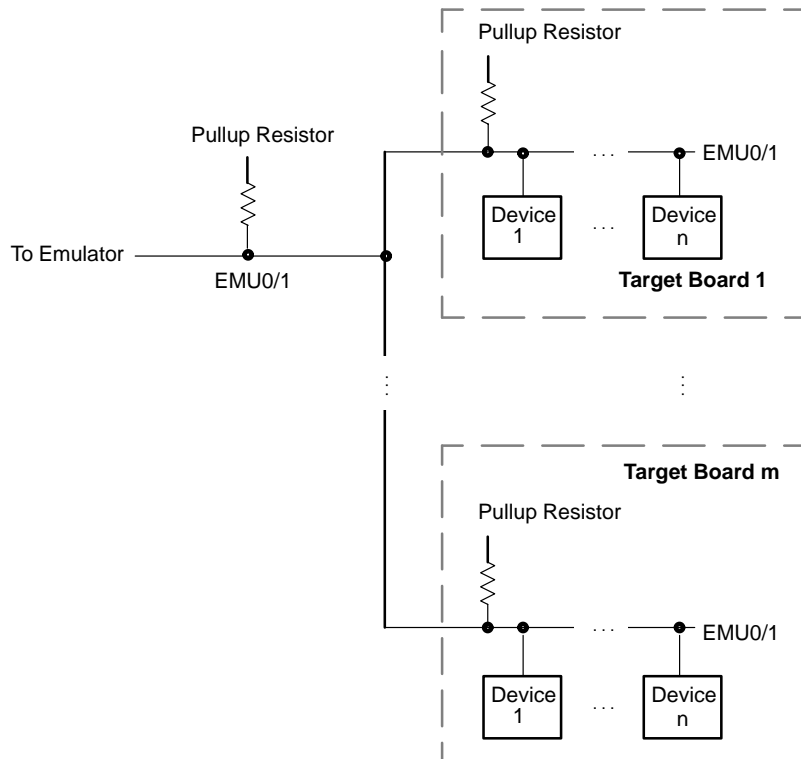 Pullup Resistor
EMU0/1
. . .
Device
1
. . .
Device
n
Target Board 1
Pullup Resistor
To Emulator
EMU0/1
. . .
. . .
Target Board m
Pullup Resistor
EMU0/1
. . .
Device
1
. . .
Device
n